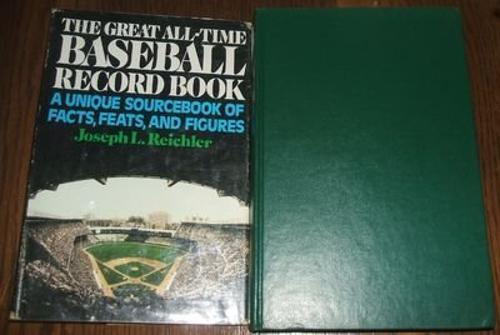 THE GREAT ALL-TIME
BASEBALL
RECORD BOOK
A UNIQUE SOURCEBOOK OF
FACTS, FEATS, AND FIGURES
Joseph L. Reichler